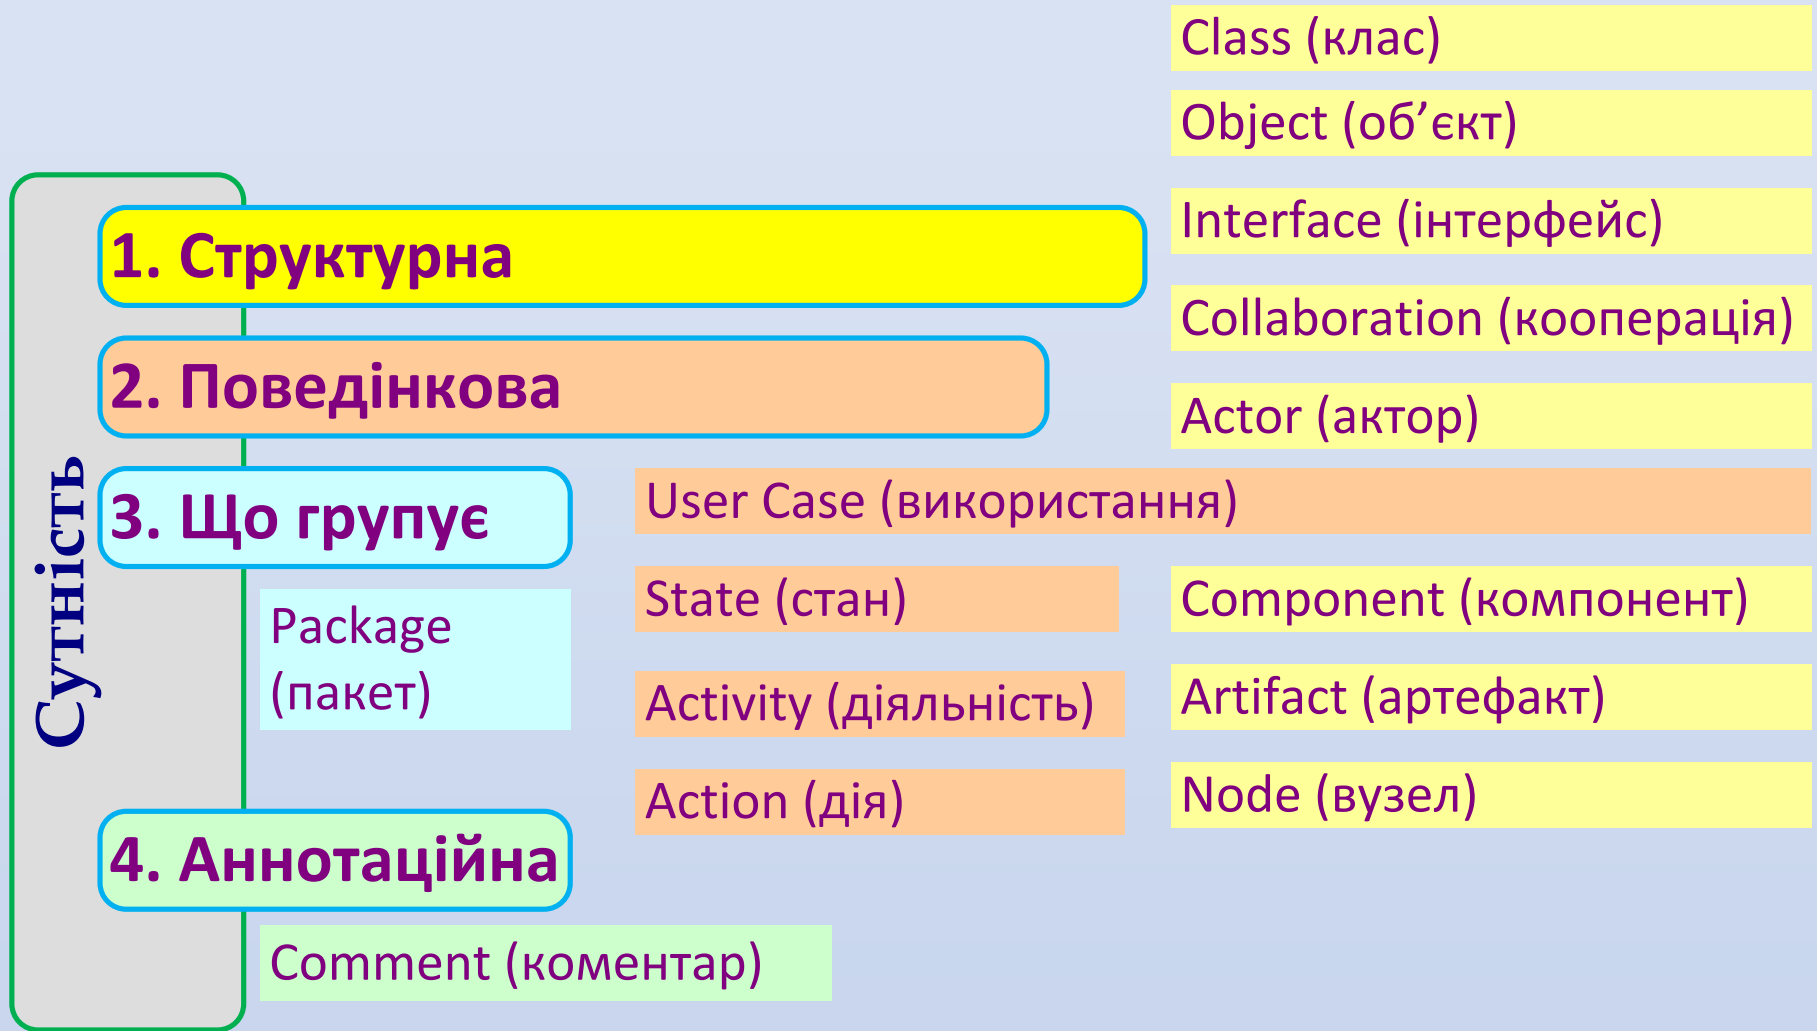 Сутність
1. Структурна
Class (клас)
Object (об’єкт)
Interface (інтерфейс)
Collaboration (кооперація)
Actor (актор)
2. Поведінкова
User Case (використання)
State (стан)
Component (компонент)
Activity (діяльність)
Artifact (артефакт)
Action (дія)
Node (вузел)
3. Що групує
Package
(пакет)
4. Аннотаційна
Comment (коментар)